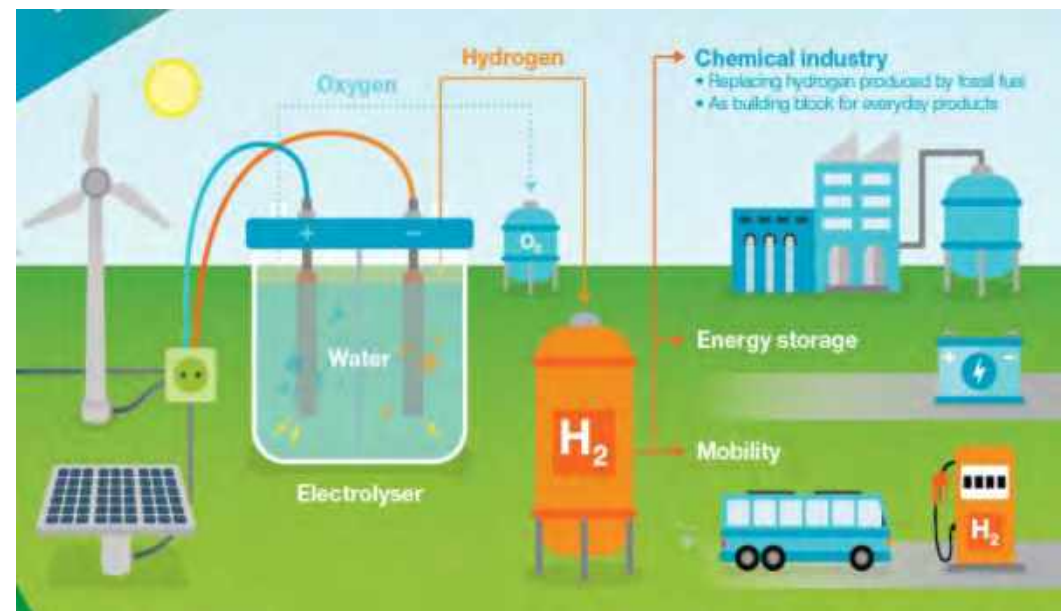 Hydrogen
Oxygen
Chemical industry
• Replacing hydrogen produced by fossil fuel
• As building block for everyday products
+ −
O₂
Water
Electrolyser
H₂
Energy storage
+ −
Mobility
H₂